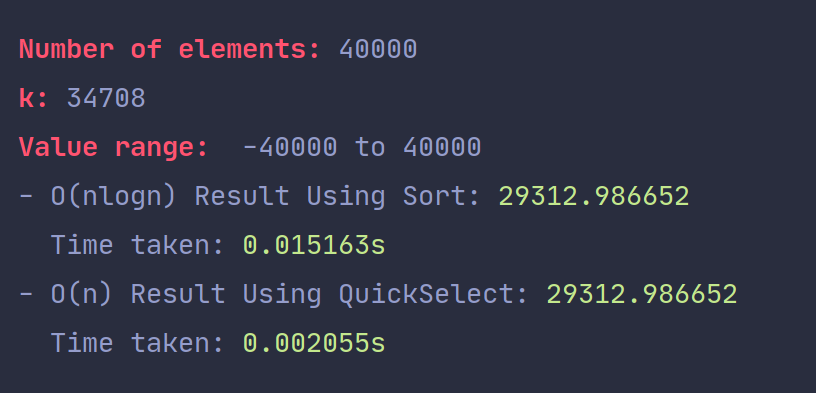 Number of elements: 40000
k: 34708
Value range:  -40000 to 40000
- O(nlogn) Result Using Sort: 29312.986652
  Time taken: 0.015163s
- O(n) Result Using QuickSelect: 29312.986652
  Time taken: 0.002055s